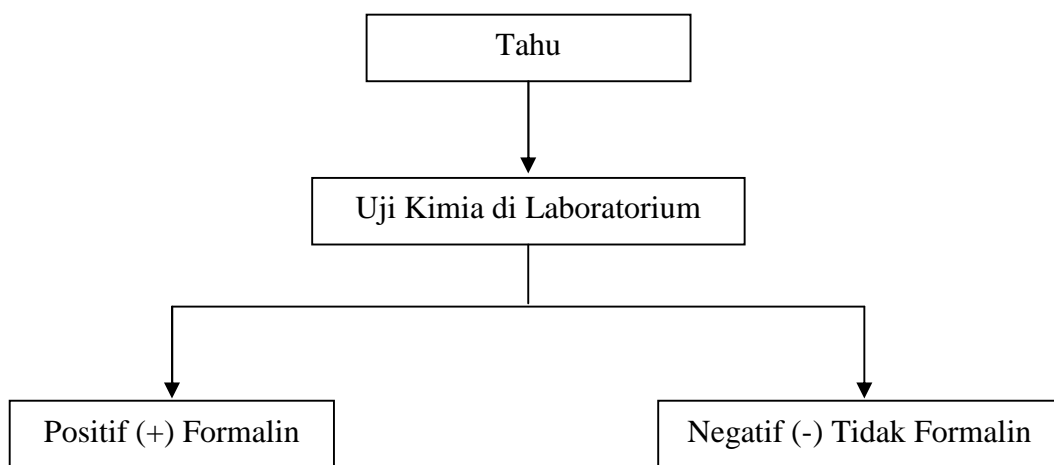 Tahu
Uji Kimia di Laboratorium
Positif (+) Formalin
Negatif (-) Tidak Formalin